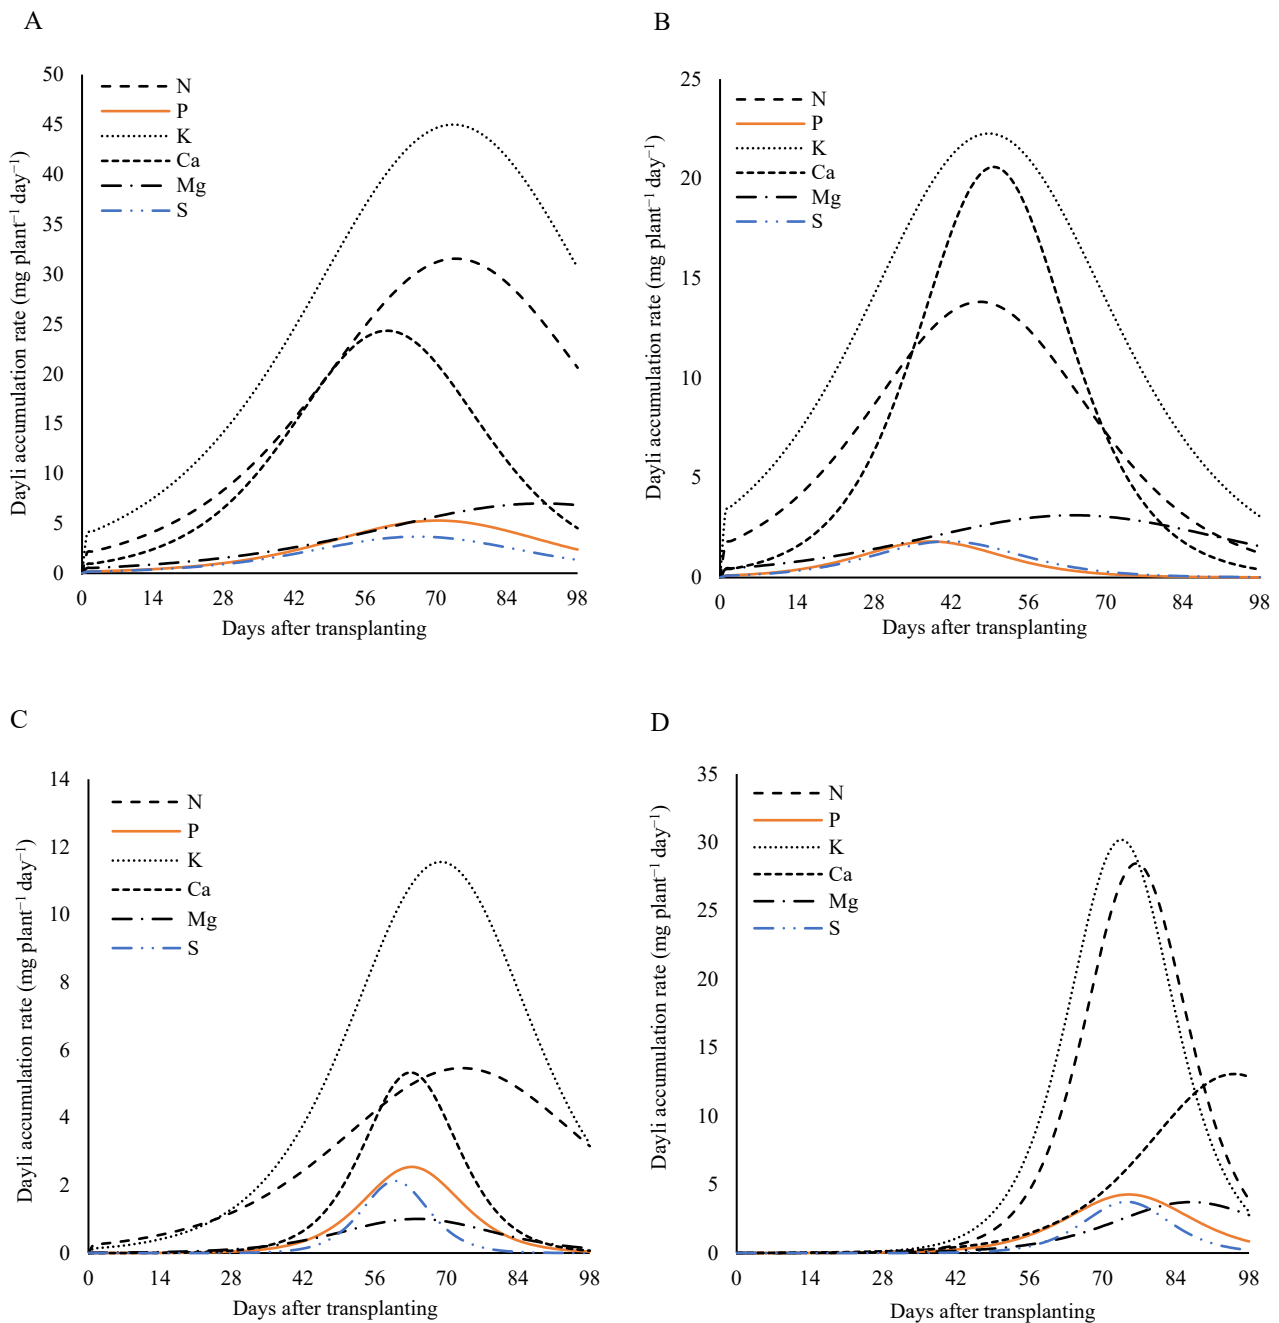 A
Dayli accumulation rate (mg plant⁻¹ day⁻¹)
50
45
40
35
30
25
20
15
10
5
0
N
P
K
Ca
Mg
S
0 14 28 42 56 70 84 98
Days after transplanting
B
Dayli accumulation rate (mg plant⁻¹ day⁻¹)
25
20
15
10
5
0
N
P
K
Ca
Mg
S
0 14 28 42 56 70 84 98
Days after transplanting
C
Dayli accumulation rate (mg plant⁻¹ day⁻¹)
14
12
10
8
6
4
2
0
N
P
K
Ca
Mg
S
0 14 28 42 56 70 84 98
Days after transplanting
D
Dayli accumulation rate (mg plant⁻¹ day⁻¹)
35
30
25
20
15
10
5
0
N
P
K
Ca
Mg
S
0 14 28 42 56 70 84 98
Days after transplanting